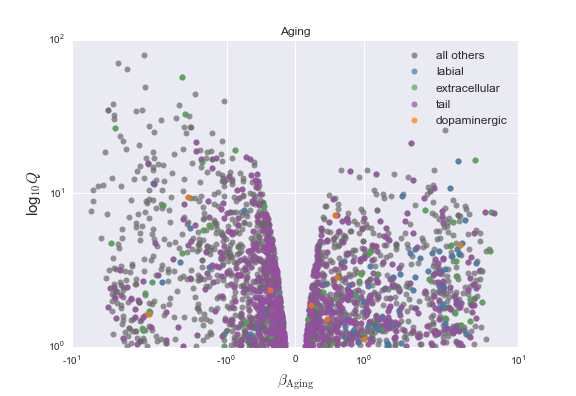 Aging
10²
10¹
10⁰
log₁₀ Q
all others
labial
extracellular
tail
dopaminergic
-10¹
-10⁰
0
10⁰
10¹
β_Aging